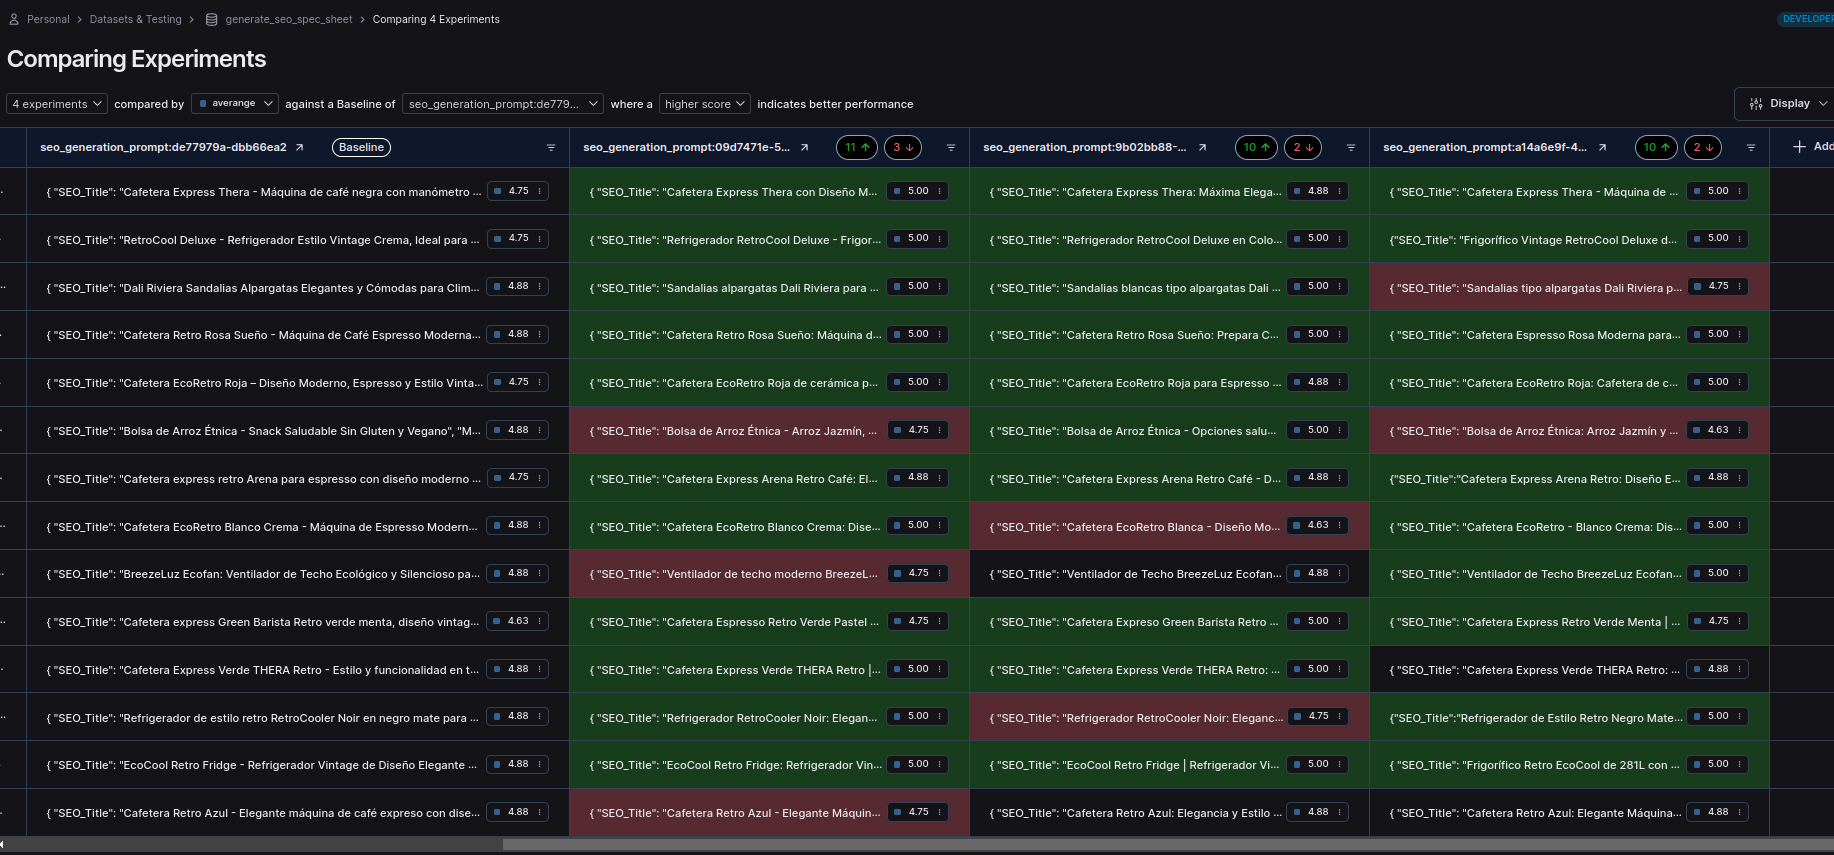 Personal > Datasets & Testing > generate_seo_spec_sheet > Comparing 4 Experiments
DEVELOPER
Comparing Experiments
4 experiments compared by averange against a Baseline of seo_generation_prompt:de779... where a higher score indicates better performance
Display
seo_generation_prompt:de77979a-dbb66ea2 Baseline seo_generation_prompt:09d7471e-5... 11 ↑ 3 ↓ seo_generation_prompt:9b02bb88-... 10 ↑ 2 ↓ seo_generation_prompt:a14a6e9f-4... 10 ↑ 2 ↓ + Add
{ "SEO_Title": "Cafetera Express Thera - Máquina de café negra con manómetro ... 4.75 { "SEO_Title": "Cafetera Express Thera con Diseño M... 5.00 { "SEO_Title": "Cafetera Express Thera: Máxima Elega... 4.88 { "SEO_Title": "Cafetera Express Thera - Máquina de ... 5.00
{ "SEO_Title": "RetroCool Deluxe - Refrigerador Estilo Vintage Crema, Ideal para ... 4.75 { "SEO_Title": "Refrigerador RetroCool Deluxe - Frigor... 5.00 { "SEO_Title": "Refrigerador RetroCool Deluxe en Colo... 5.00 {"SEO_Title": "Frigorífico Vintage RetroCool Deluxe d... 5.00
{ "SEO_Title": "Dali Riviera Sandalias Alpargatas Elegantes y Cómodas para Clim... 4.88 { "SEO_Title": "Sandalias alpargatas Dali Riviera para ... 5.00 { "SEO_Title": "Sandalias blancas tipo alpargatas Dali ... 5.00 { "SEO_Title": "Sandalias tipo alpargatas Dali Riviera p... 4.75
{ "SEO_Title": "Cafetera Retro Rosa Sueño - Máquina de Café Espresso Moderna... 4.88 { "SEO_Title": "Cafetera Retro Rosa Sueño: Máquina d... 5.00 { "SEO_Title": "Cafetera Retro Rosa Sueño: Prepara C... 5.00 { "SEO_Title": "Cafetera Espresso Rosa Moderna para... 5.00
{ "SEO_Title": "Cafetera EcoRetro Roja – Diseño Moderno, Espresso y Estilo Vinta... 4.75 { "SEO_Title": "Cafetera EcoRetro Roja de cerámica p... 5.00 { "SEO_Title": "Cafetera EcoRetro Roja para Espresso ... 4.88 { "SEO_Title": "Cafetera EcoRetro Roja: Cafetera de c... 5.00
{ "SEO_Title": "Bolsa de Arroz Étnica - Snack Saludable Sin Gluten y Vegano", "M... 4.88 { "SEO_Title": "Bolsa de Arroz Étnica - Arroz Jazmín, ... 4.75 { "SEO_Title": "Bolsa de Arroz Étnica - Opciones salu... 5.00 { "SEO_Title": "Bolsa de Arroz Étnica: Arroz Jazmín y ... 4.63
{ "SEO_Title": "Cafetera express retro Arena para espresso con diseño moderno ... 4.75 { "SEO_Title": "Cafetera Express Arena Retro Café: El... 4.88 { "SEO_Title": "Cafetera Express Arena Retro Café - D... 4.88 {"SEO_Title":"Cafetera Express Arena Retro: Diseño E... 4.88
{ "SEO_Title": "Cafetera EcoRetro Blanco Crema - Máquina de Espresso Modern... 4.88 { "SEO_Title": "Cafetera EcoRetro Blanco Crema: Dise... 5.00 { "SEO_Title": "Cafetera EcoRetro Blanca - Diseño Mo... 4.63 { "SEO_Title": "Cafetera EcoRetro - Blanco Crema: Dis... 5.00
{ "SEO_Title": "BreezeLuz Ecofan: Ventilador de Techo Ecológico y Silencioso pa... 4.88 { "SEO_Title": "Ventilador de techo moderno BreezeL... 4.75 { "SEO_Title": "Ventilador de Techo BreezeLuz Ecofan... 4.88 { "SEO_Title": "Ventilador de Techo BreezeLuz Ecofan... 5.00
{ "SEO_Title": "Cafetera express Green Barista Retro verde menta, diseño vintag... 4.63 { "SEO_Title": "Cafetera Espresso Retro Verde Pastel ... 4.75 { "SEO_Title": "Cafetera Expreso Green Barista Retro ... 5.00 { "SEO_Title": "Cafetera Express Retro Verde Menta | ... 4.75
{ "SEO_Title": "Cafetera Express Verde THERA Retro - Estilo y funcionalidad en t... 4.88 { "SEO_Title": "Cafetera Express Verde THERA Retro |... 5.00 { "SEO_Title": "Cafetera Express Verde THERA Retro: ... 5.00 { "SEO_Title": "Cafetera Express Verde THERA Retro: ... 4.88
{ "SEO_Title": "Refrigerador de estilo retro RetroCooler Noir en negro mate para ... 4.88 { "SEO_Title": "Refrigerador RetroCooler Noir: Elegan... 5.00 { "SEO_Title": "Refrigerador RetroCooler Noir: Eleganc... 4.75 {"SEO_Title":"Refrigerador de Estilo Retro Negro Mate... 5.00
{ "SEO_Title": "EcoCool Retro Fridge - Refrigerador Vintage de Diseño Elegante ... 4.88 { "SEO_Title": "EcoCool Retro Fridge: Refrigerador Vin... 5.00 { "SEO_Title": "EcoCool Retro Fridge | Refrigerador Vi... 5.00 { "SEO_Title": "Frigorífico Retro EcoCool de 281L con ... 5.00
{ "SEO_Title": "Cafetera Retro Azul - Elegante máquina de café expreso con dise... 4.88 { "SEO_Title": "Cafetera Retro Azul - Elegante Máquin... 4.75 { "SEO_Title": "Cafetera Retro Azul: Elegancia y Estilo ... 4.88 { "SEO_Title": "Cafetera Retro Azul: Elegante Máquina... 4.88